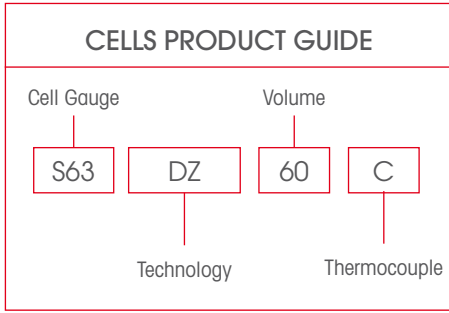 CELLS PRODUCT GUIDE
Cell Gauge Volume
S63 DZ 60 C
Technology Thermocouple